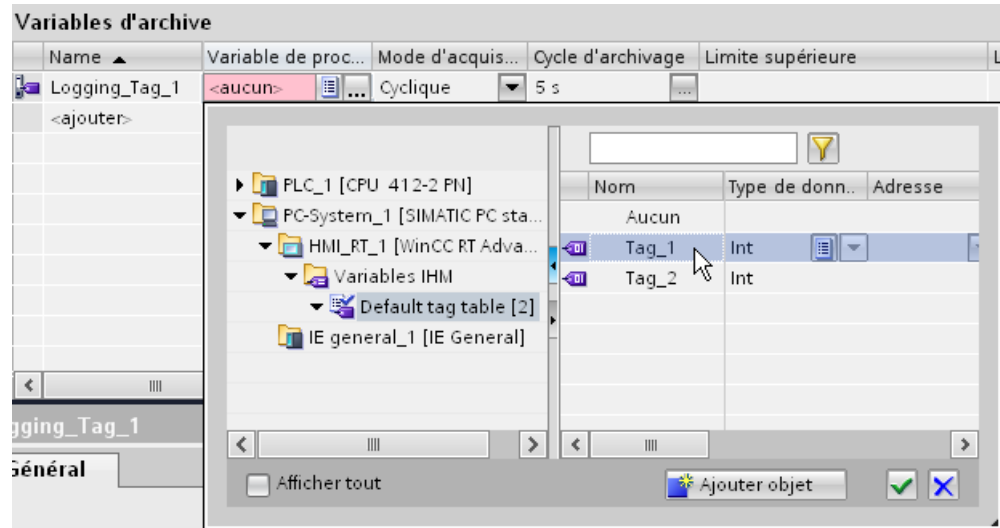 Variables d'archive
Name Variable de proc... Mode d'acquis... Cycle d'archivage Limite supérieure L
Logging_Tag_1 <aucun> ... Cyclique 5 s ...
<ajouter>
Nom Type de donn.. Adresse
PLC_1 [CPU 412-2 PN]
Aucun
PC-System_1 [SIMATIC PC sta...
HMI_RT_1 [WinCC RT Adva...
Tag_1 Int
Variables IHM
Tag_2 Int
Default tag table [2]
IE general_1 [IE General]
gging_Tag_1
Général
Afficher tout
Ajouter objet